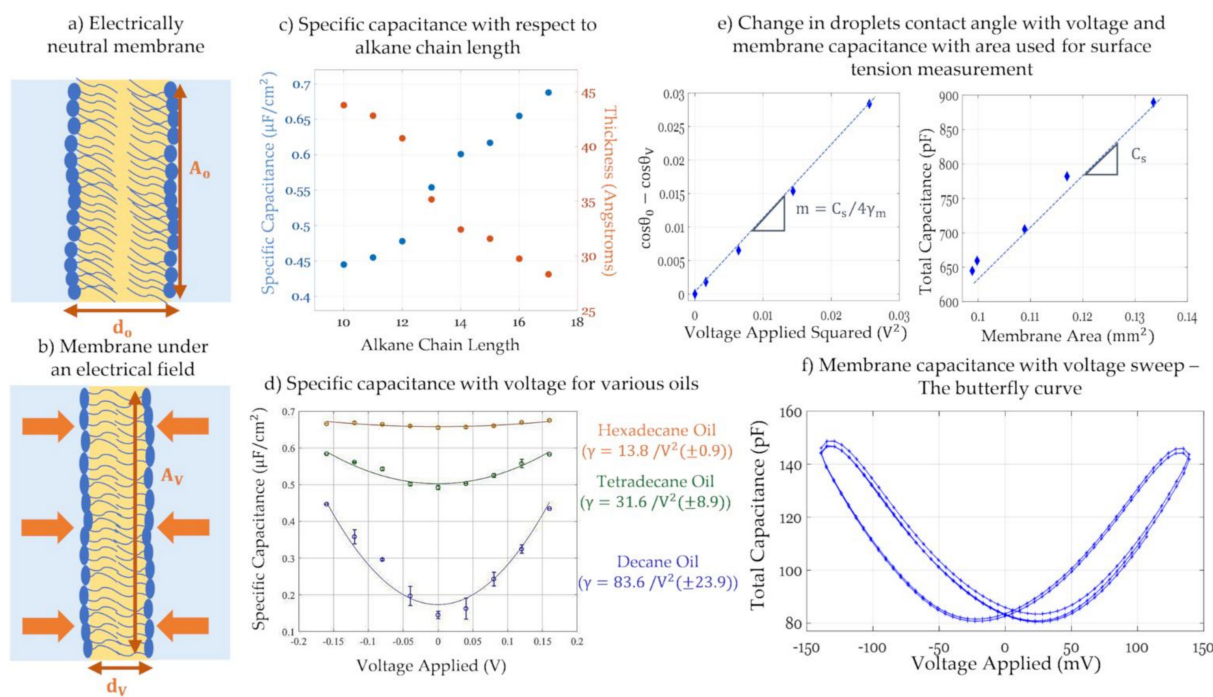 a) Electrically
neutral membrane
A₀
d₀
b) Membrane under
an electrical field
A_V
d_V
c) Specific capacitance with respect to
alkane chain length
Specific Capacitance (μF/cm²)
0.7
0.65
0.6
0.55
0.5
0.45
0.4
10 12 14 16 18
Alkane Chain Length
45
40
35
30
25
Thickness (Angstroms)
d) Specific capacitance with voltage for various oils
Specific Capacitance (μF/cm²)
0.7
0.6
0.5
0.4
0.3
0.2
0.1
-0.2 -0.15 -0.1 -0.05 0 0.05 0.1 0.15 0.2
Voltage Applied (V)
Hexadecane Oil
(γ = 13.8 /V²(±0.9))
Tetradecane Oil
(γ = 31.6 /V²(±8.9))
Decane Oil
(γ = 83.6 /V²(±23.9))
e) Change in droplets contact angle with voltage and
membrane capacitance with area used for surface
tension measurement
cosθ₀ − cosθ_V
0.03
0.025
0.02
0.015
0.01
0.005
0
0 0.01 0.02 0.03
Voltage Applied Squared (V²)
m = C_s/4γ_m
Total Capacitance (pF)
900
850
800
750
700
650
600
0.1 0.11 0.12 0.13 0.14
Membrane Area (mm²)
C_s
f) Membrane capacitance with voltage sweep –
The butterfly curve
Total Capacitance (pF)
160
140
120
100
80
-150 -100 -50 0 50 100 150
Voltage Applied (mV)